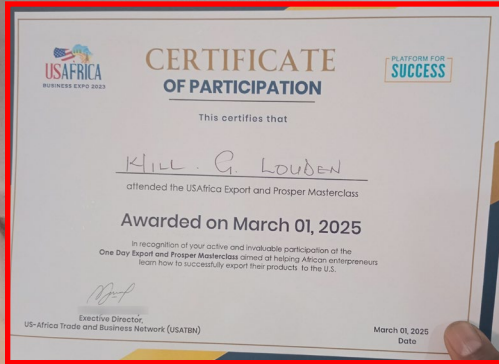 USAFRICA
BUSINESS EXPO 2023
CERTIFICATE
OF PARTICIPATION
PLATFORM FOR
SUCCESS
This certifies that
HILL. G. LOUDEN
attended the USAfrica Export and Prosper Masterclass
Awarded on March 01, 2025
In recognition of your active and invaluable participation at the
One Day Export and Prosper Masterclass aimed at helping African enterpreneurs
learn how to successfully export their products to the U.S.
Exective Director,
US-Africa Trade and Business Network (USATBN)
March 01, 2025
Date